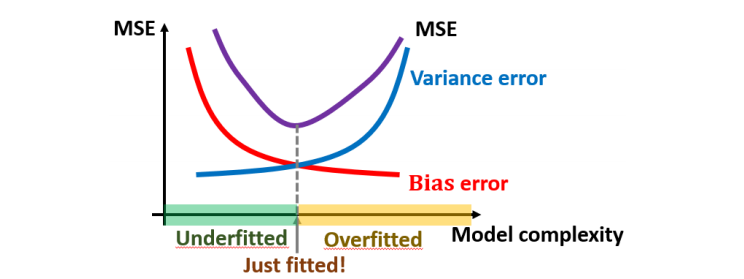 MSE
MSE
Variance error
Bias error
Underfitted
Overfitted
Model complexity
Just fitted!